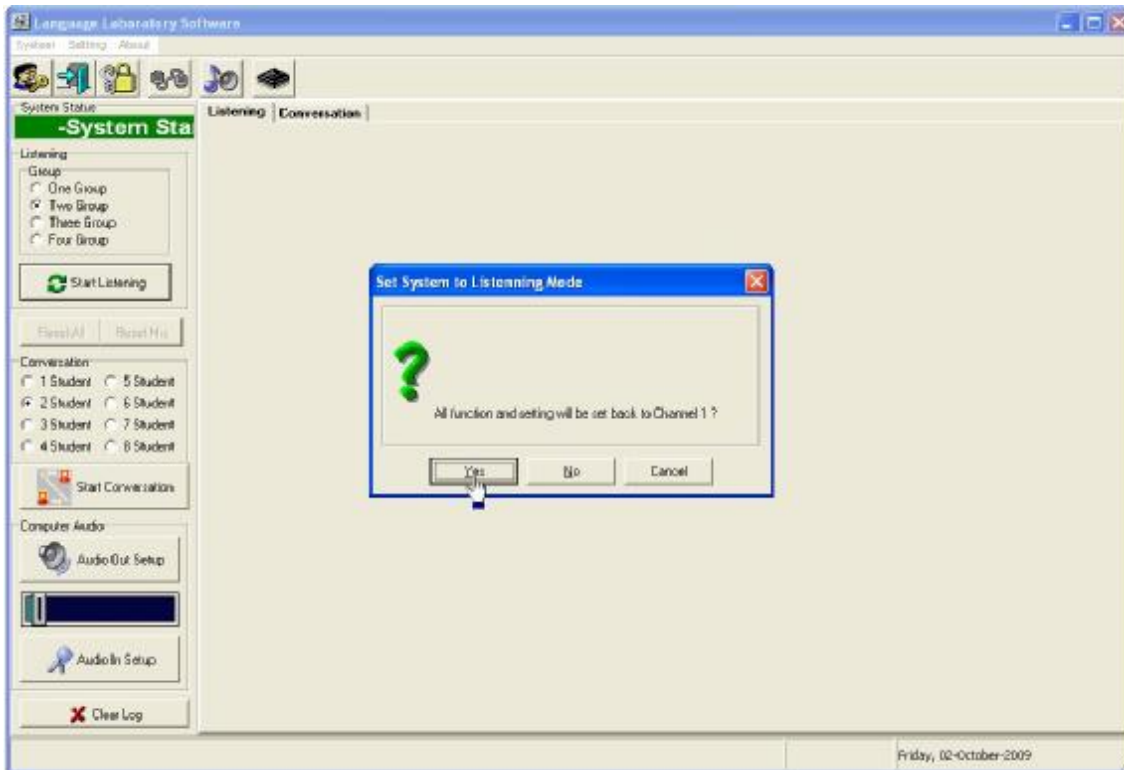 Language Laboratory Software
System Setting About
System Status
-System Sta
Listening Conversation
Listening
Group
One Group
Two Group
Three Group
Four Group
Start Listening
Reset All
Conversation
1 Student 5 Student
2 Student 6 Student
3 Student 7 Student
4 Student 8 Student
Start Conversation
Computer Audio
Audio Out Setup
Audio In Setup
Clear Log
Set System to Listenning Mode
All function and setting will be set back to Channel 1 ?
Yes No Cancel
Friday, 02-October-2009